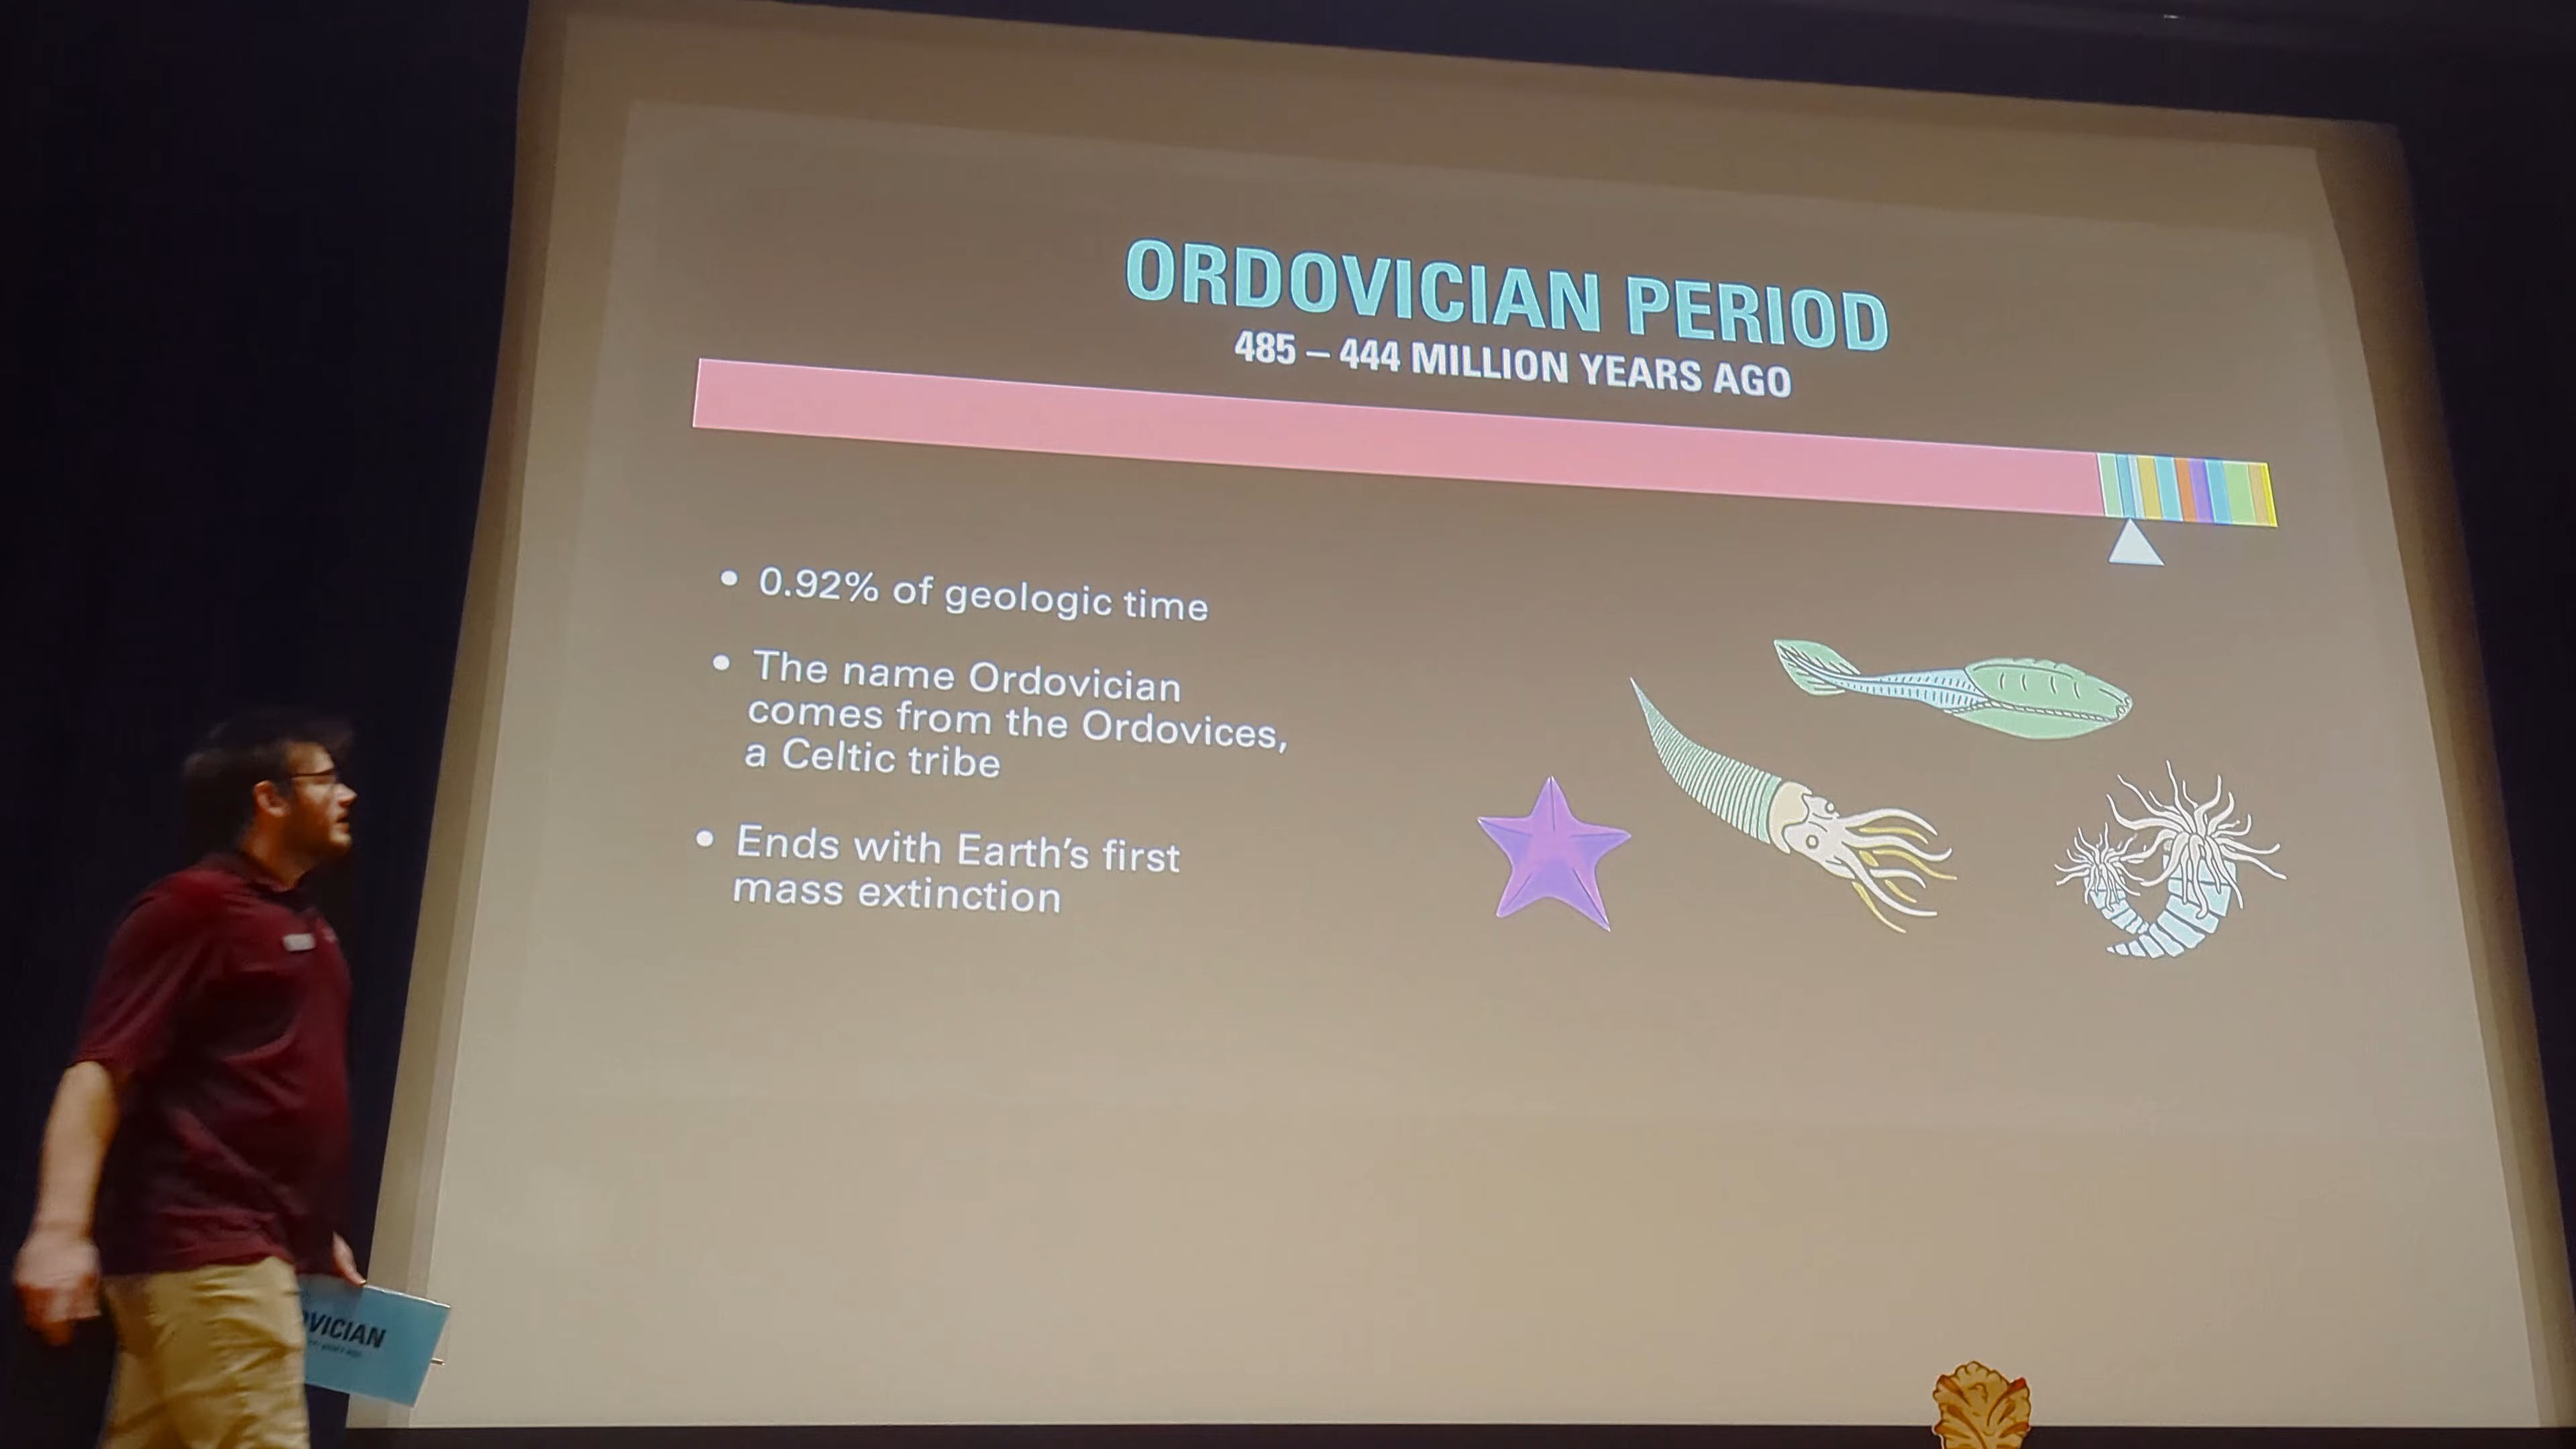 ORDOVICIAN PERIOD
485 – 444 MILLION YEARS AGO
• 0.92% of geologic time
• The name Ordovician
comes from the Ordovices,
a Celtic tribe
• Ends with Earth's first
mass extinction
OVICIAN